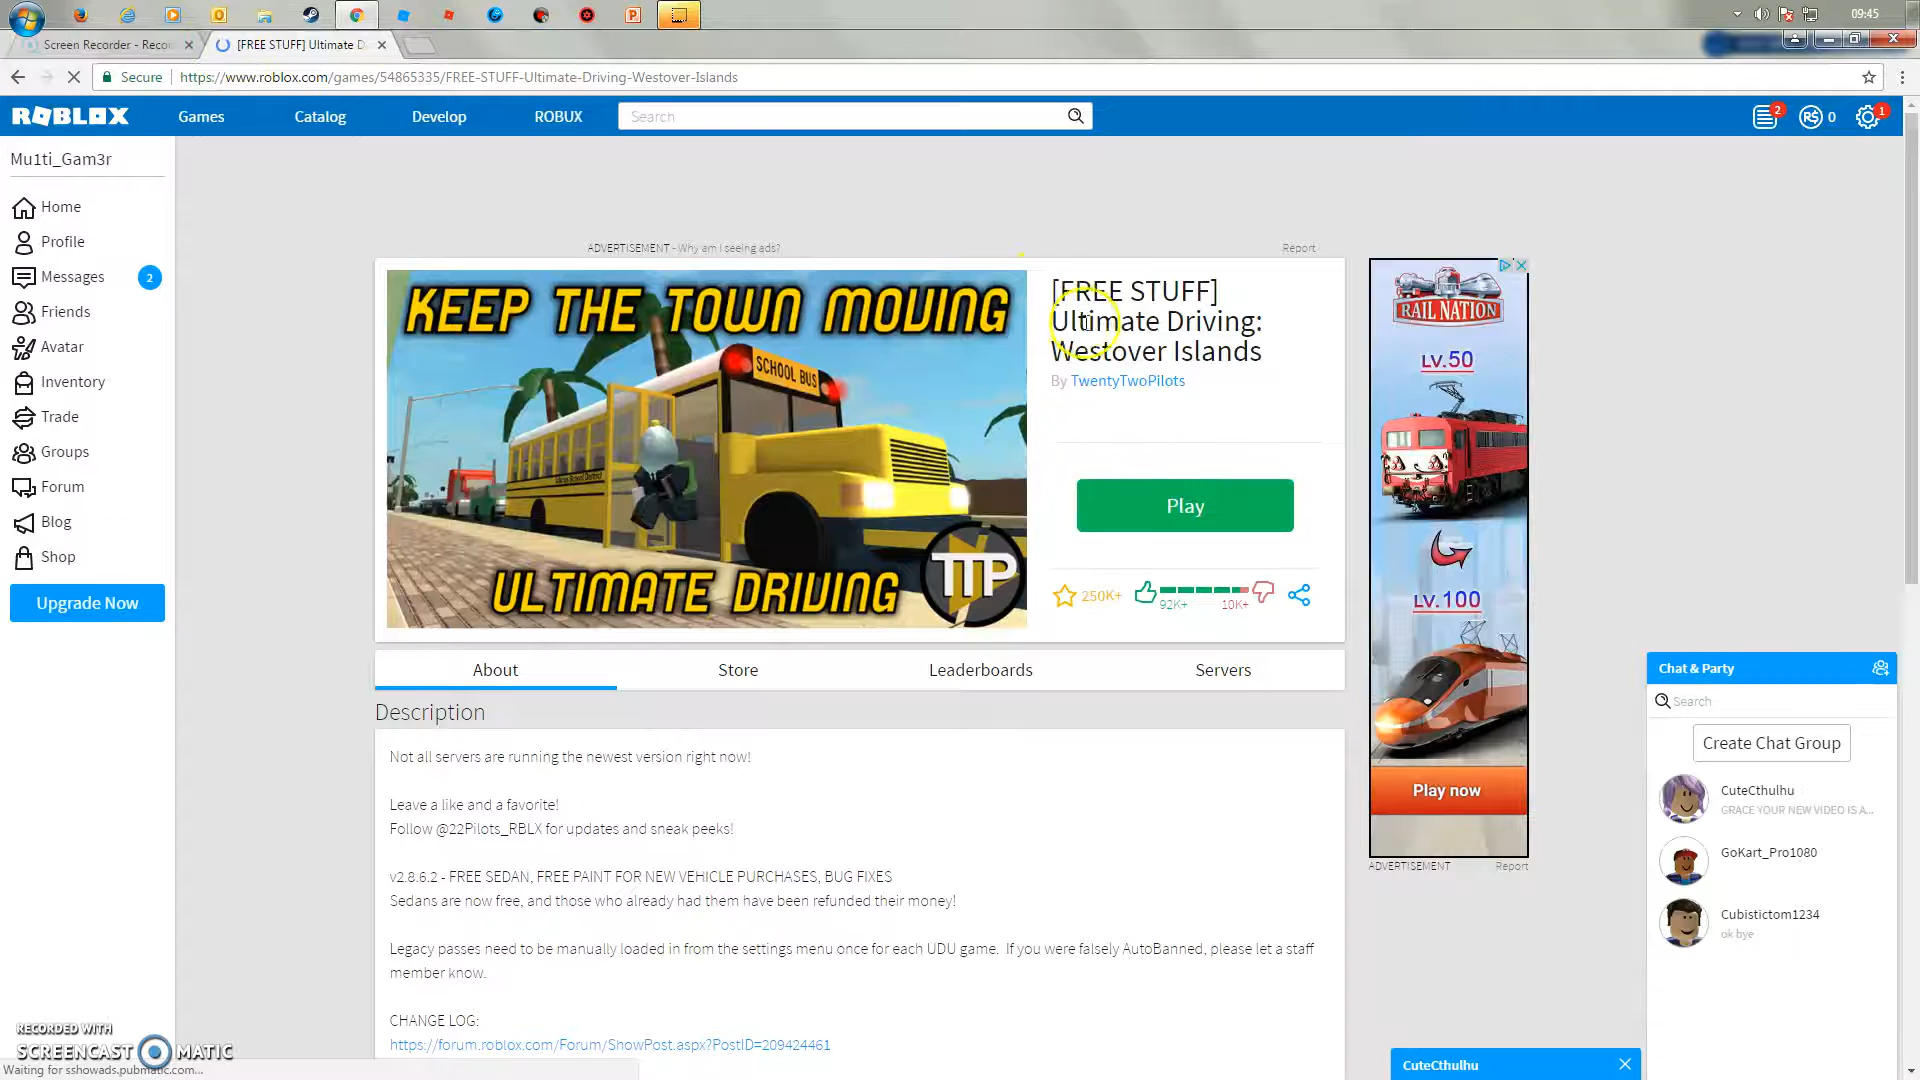 09:45
Screen Recorder - Reco
[FREE STUFF] Ultimate D
Secure
https://www.roblox.com/games/54865335/FREE-STUFF-Ultimate-Driving-Westover-Islands
ROBLOX
Games
Catalog
Develop
ROBUX
Search
2
R$ 0
1
Mu1ti_Gam3r
Home
Profile
Messages
2
Friends
Avatar
Inventory
Trade
Groups
Forum
Blog
Shop
Upgrade Now
ADVERTISEMENT - Why am I seeing ads?
Report
KEEP THE TOWN MOVING
SCHOOL BUS
TTP
ULTIMATE DRIVING
[FREE STUFF]
Ultimate Driving:
Westover Islands
By TwentyTwoPilots
Play
250K+
92K+
10K+
About
Store
Leaderboards
Servers
Description
Not all servers are running the newest version right now!
Leave a like and a favorite!
Follow @22Pilots_RBLX for updates and sneak peeks!
v2.8.6.2 - FREE SEDAN, FREE PAINT FOR NEW VEHICLE PURCHASES, BUG FIXES
Sedans are now free, and those who already had them have been refunded their money!
Legacy passes need to be manually loaded in from the settings menu once for each UDU game.  If you were falsely AutoBanned, please let a staff
member know.
CHANGE LOG:
https://forum.roblox.com/Forum/ShowPost.aspx?PostID=209424461
RAIL NATION
LV.50
LV.100
Play now
ADVERTISEMENT
Report
Chat & Party
Search
Create Chat Group
CuteCthulhu
GRACE YOUR NEW VIDEO IS A...
GoKart_Pro1080
Cubistictom1234
ok bye
CuteCthulhu
RECORDED WITH
SCREENCAST MATIC
Waiting for sshowads.pubmatic.com...